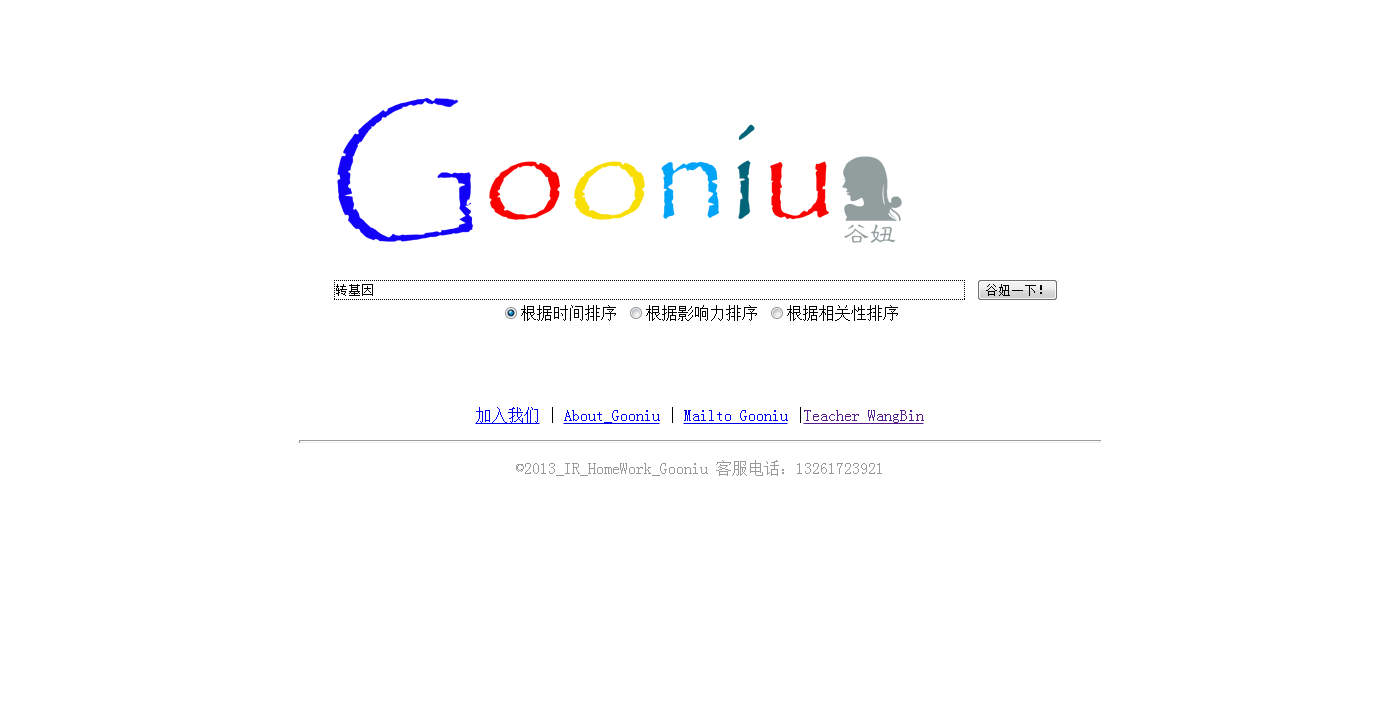 Gooniu
谷妞
转基因 谷妞一下!
根据时间排序 根据影响力排序 根据相关性排序
加入我们 | About_Gooniu | Mailto Gooniu |Teacher WangBin
©2013_IR_HomeWork_Gooniu 客服电话: 13261723921